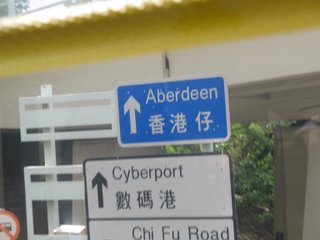 Aberdeen
香港仔
Cyberport
數碼港
Chi Fu Road